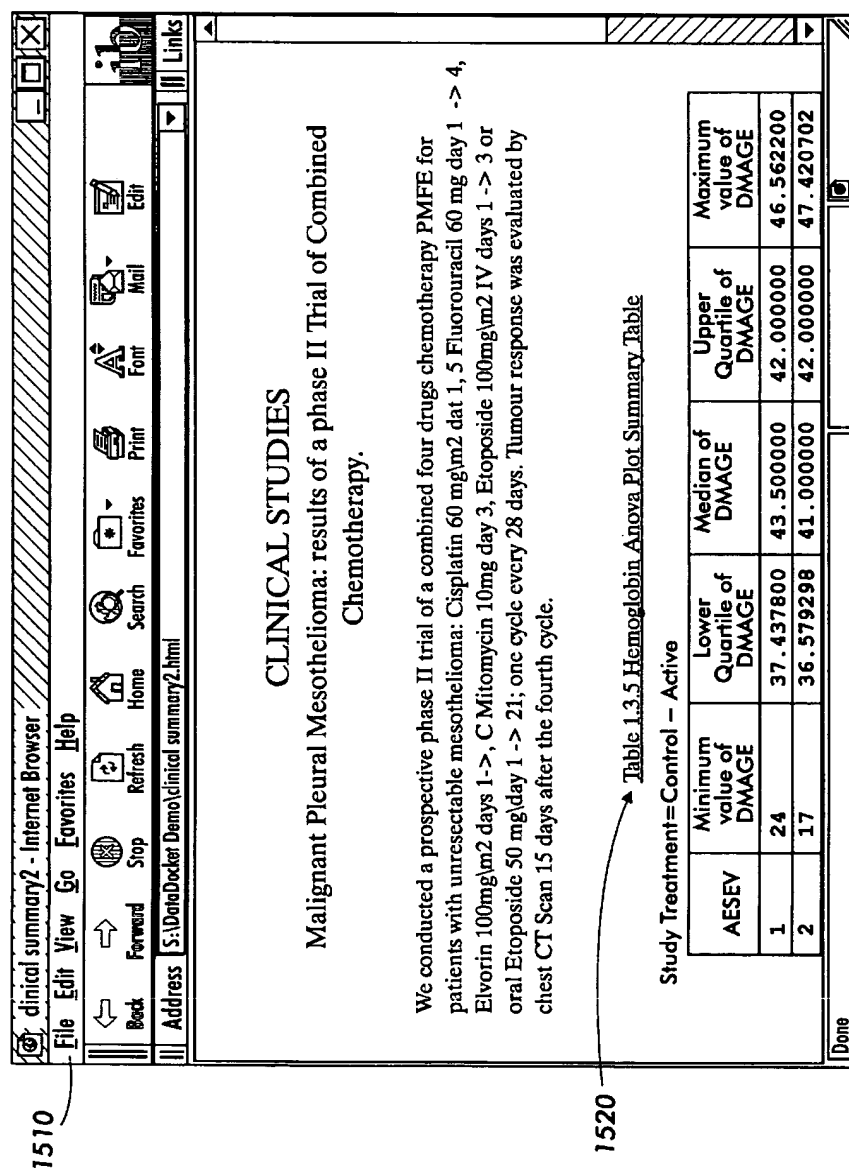 clinical summary2 - Internet Browser
File Edit View Go Favorites Help
Back Forward Stop Refresh Home Search Favorites Print Font Mail Edit
Address S:\DataDocket Demo\clinical summary2.html Links
CLINICAL STUDIES
Malignant Pleural Mesothelioma: results of a phase II Trial of Combined
Chemotherapy.
We conducted a prospective phase II trial of a combined four drugs chemotherapy PMFE for
patients with unresectable mesothelioma: Cisplatin 60 mg\m2 dat 1, 5 Fluorouracil 60 mg day 1 -> 4,
Elvorin 100mg\m2 days 1->, C Mitomycin 10mg day 3, Etoposide 100mg\m2 IV days 1 -> 3 or
oral Etoposide 50 mg\day 1 -> 21; one cycle every 28 days. Tumour response was evaluated by
chest CT Scan 15 days after the fourth cycle.
Table 1.3.5 Hemoglobin Anova Plot Summary Table
Study Treatment=Control – Active
AESEV Minimum value of DMAGE Lower Quartile of DMAGE Median of DMAGE Upper Quartile of DMAGE Maximum value of DMAGE
1 24 37.437800 43.500000 42.000000 46.562200
2 17 36.579298 41.000000 42.000000 47.420702
Done
1510
1520